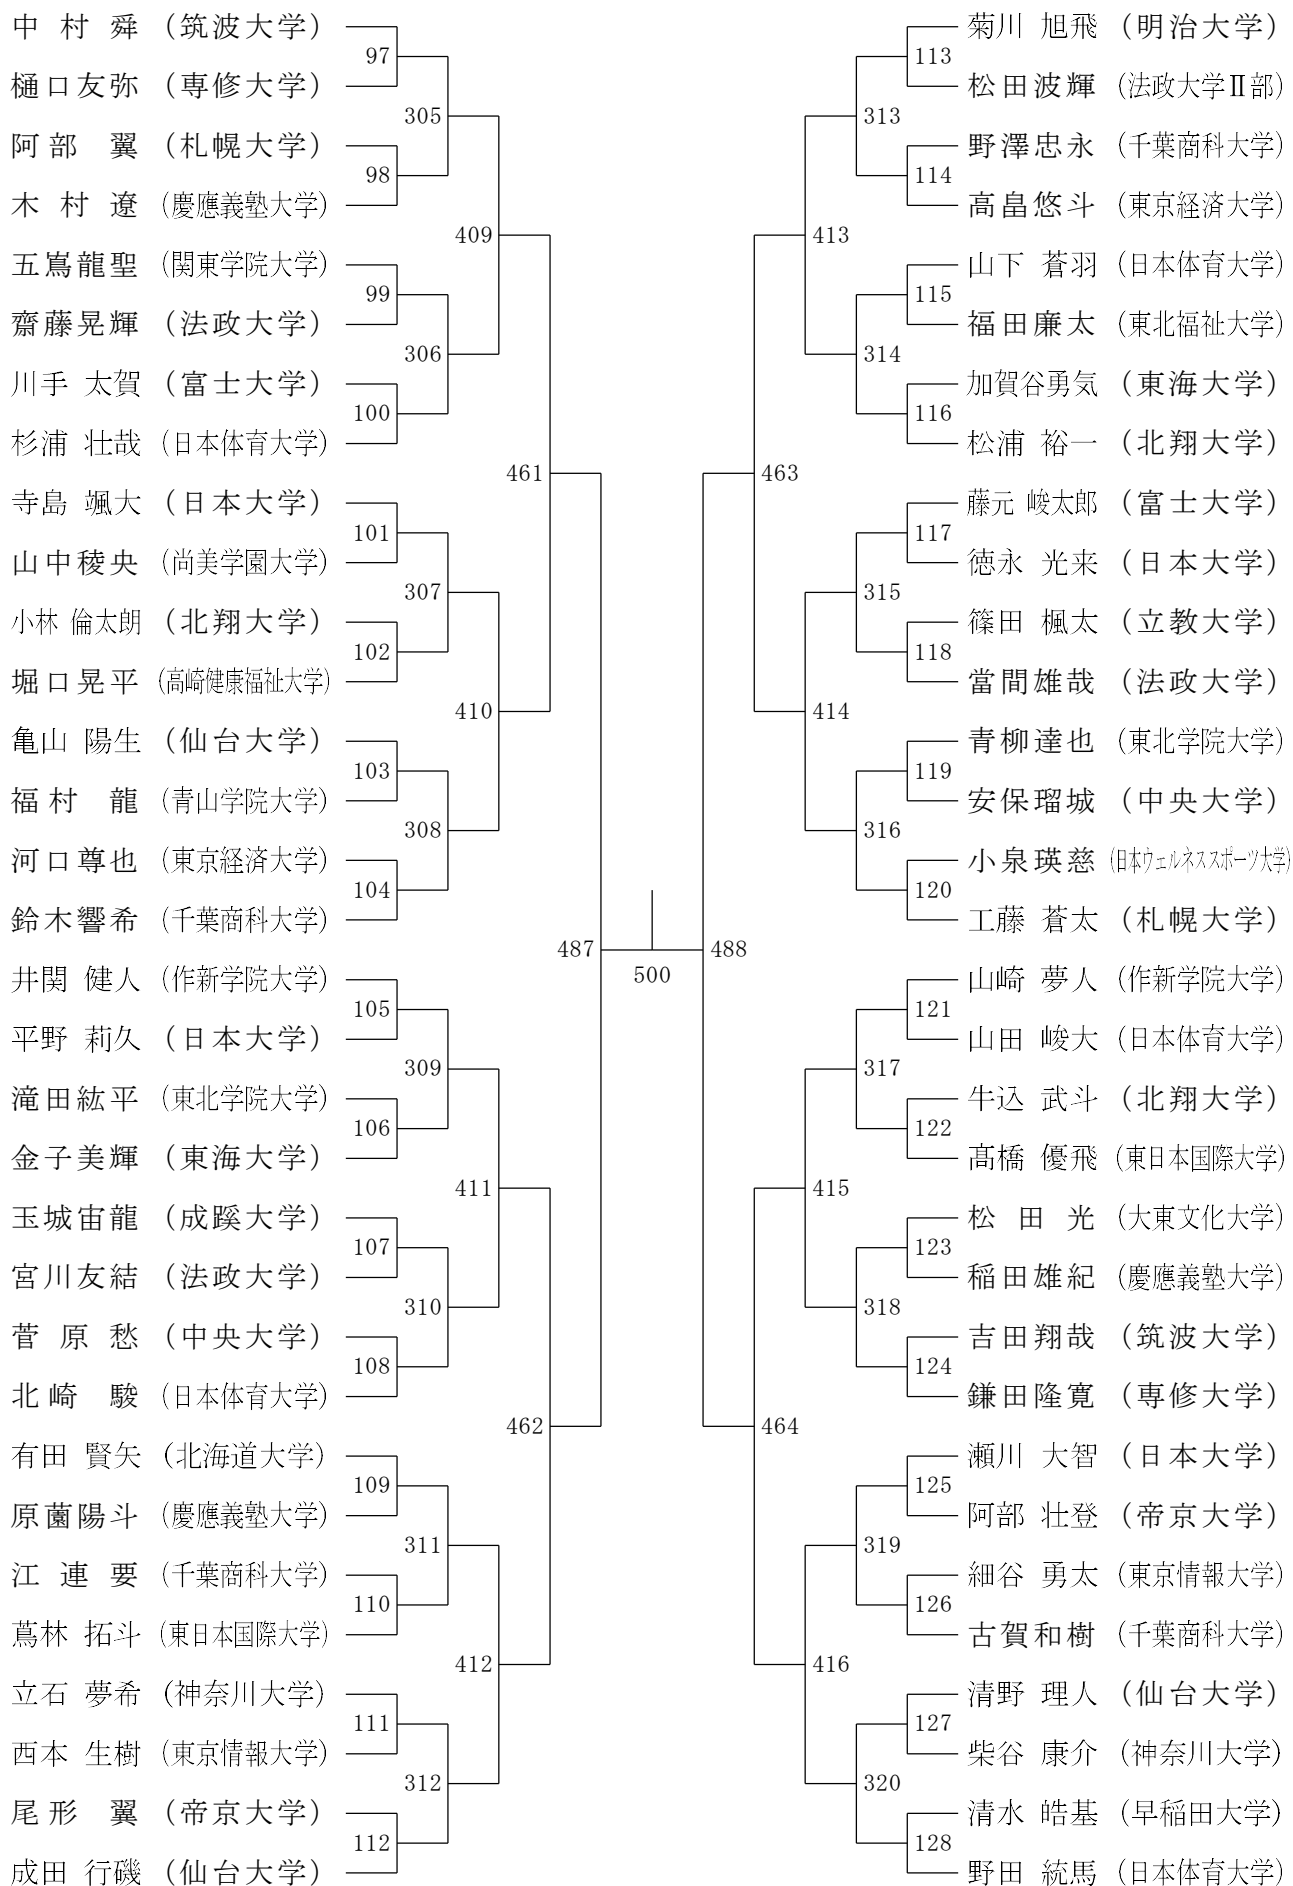 中村舜 (筑波大学)
97
樋口友弥 (専修大学)
305
阿部 翼 (札幌大学)
98
木村遼 (慶應義塾大学)
409
五嶌龍聖 (関東学院大学)
99
齋藤晃輝 (法政大学)
306
川手 太賀 (富士大学)
100
杉浦 壮哉 (日本体育大学)
461
寺島 颯大 (日本大学)
101
山中稜央 (尚美学園大学)
307
小林 倫太朗 (北翔大学)
102
堀口晃平 (高崎健康福祉大学)
410
亀山 陽生 (仙台大学)
103
福村 龍 (青山学院大学)
308
河口尊也 (東京経済大学)
104
鈴木響希 (千葉商科大学)
487
井関 健人 (作新学院大学)
105
平野 莉久 (日本大学)
309
滝田紘平 (東北学院大学)
106
金子美輝 (東海大学)
411
玉城宙龍 (成蹊大学)
107
宮川友結 (法政大学)
310
菅原愁 (中央大学)
108
北崎 駿 (日本体育大学)
462
有田 賢矢 (北海道大学)
109
原薗陽斗 (慶應義塾大学)
311
江連要 (千葉商科大学)
110
蔦林 拓斗 (東日本国際大学)
412
立石 夢希 (神奈川大学)
111
西本 生樹 (東京情報大学)
312
尾形 翼 (帝京大学)
112
成田 行磯 (仙台大学)
500
菊川 旭飛 (明治大学)
113
松田波輝 (法政大学Ⅱ部)
313
野澤忠永 (千葉商科大学)
114
高畠悠斗 (東京経済大学)
413
山下 蒼羽 (日本体育大学)
115
福田廉太 (東北福祉大学)
314
加賀谷勇気 (東海大学)
116
松浦 裕一 (北翔大学)
463
藤元 峻太郎 (富士大学)
117
徳永 光来 (日本大学)
315
篠田 楓太 (立教大学)
118
當間雄哉 (法政大学)
414
青柳達也 (東北学院大学)
119
安保瑠城 (中央大学)
316
小泉瑛慈 (日本ウェルネススポーツ大学)
120
工藤 蒼太 (札幌大学)
488
山崎 夢人 (作新学院大学)
121
山田 峻大 (日本体育大学)
317
牛込 武斗 (北翔大学)
122
髙橋 優飛 (東日本国際大学)
415
松田光 (大東文化大学)
123
稲田雄紀 (慶應義塾大学)
318
吉田翔哉 (筑波大学)
124
鎌田隆寛 (専修大学)
464
瀬川 大智 (日本大学)
125
阿部 壮登 (帝京大学)
319
細谷 勇太 (東京情報大学)
126
古賀和樹 (千葉商科大学)
416
清野 理人 (仙台大学)
127
柴谷 康介 (神奈川大学)
320
清水 皓基 (早稲田大学)
128
野田 統馬 (日本体育大学)